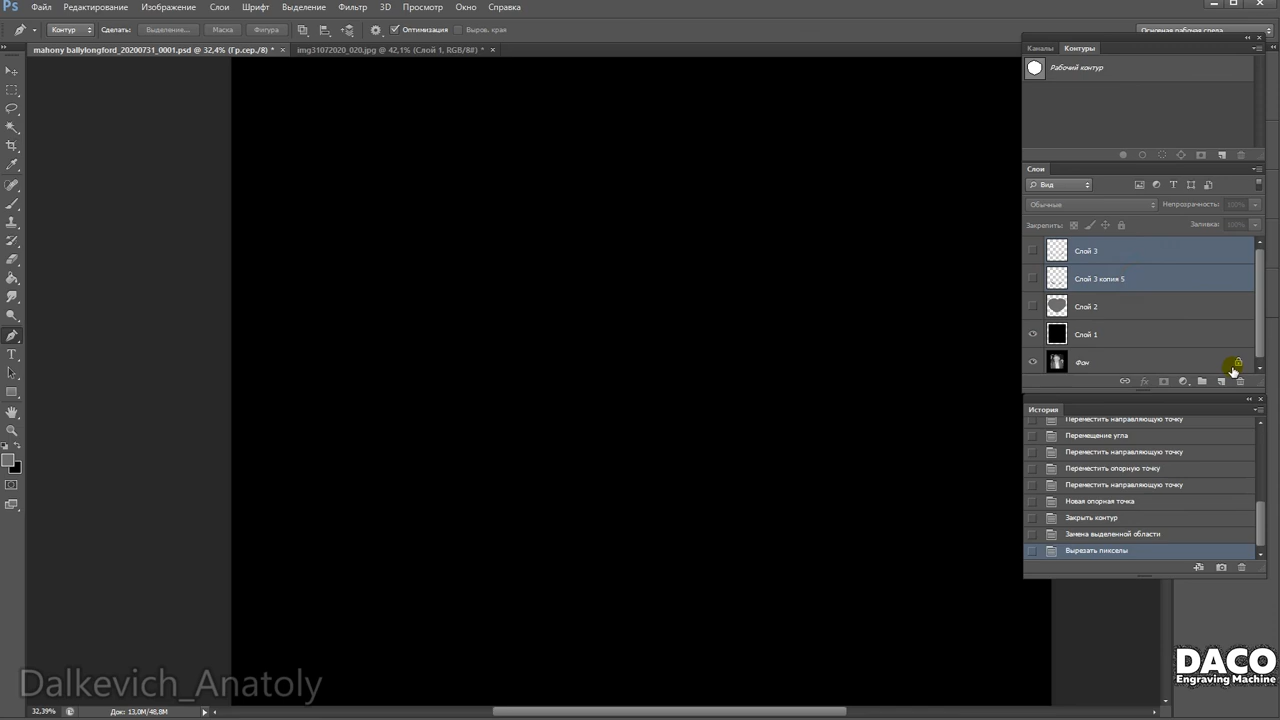 Ps Файл Редактирование Изображение Слои Шрифт Выделение Фильтр 3D Просмотр Окно Справка
Контур Сделать: Выделение... Маска Фигура Оптимизация Выров. края Основная рабочая среда
mahony ballylongford_20200731_0001.psd @ 32,4% (Гр.сер./8) * × img31072020_020.jpg @ 42,1% (Слой 1, RGB/8#) * ×
Каналы Контуры
Рабочий контур
Слои
Вид
Обычные Непрозрачность: 100%
Закрепить: Заливка: 100%
Слой 3
Слой 3 копия 5
Слой 2
Слой 1
Фон
История
Переместить направляющую точку
Перемещение угла
Переместить направляющую точку
Переместить опорную точку
Переместить направляющую точку
Новая опорная точка
Закрыть контур
Замена выделенной области
Вырезать пикселы
DACO
Engraving Machine
Dalkevich_Anatoly
32.39% Док: 13,0M/48,8M